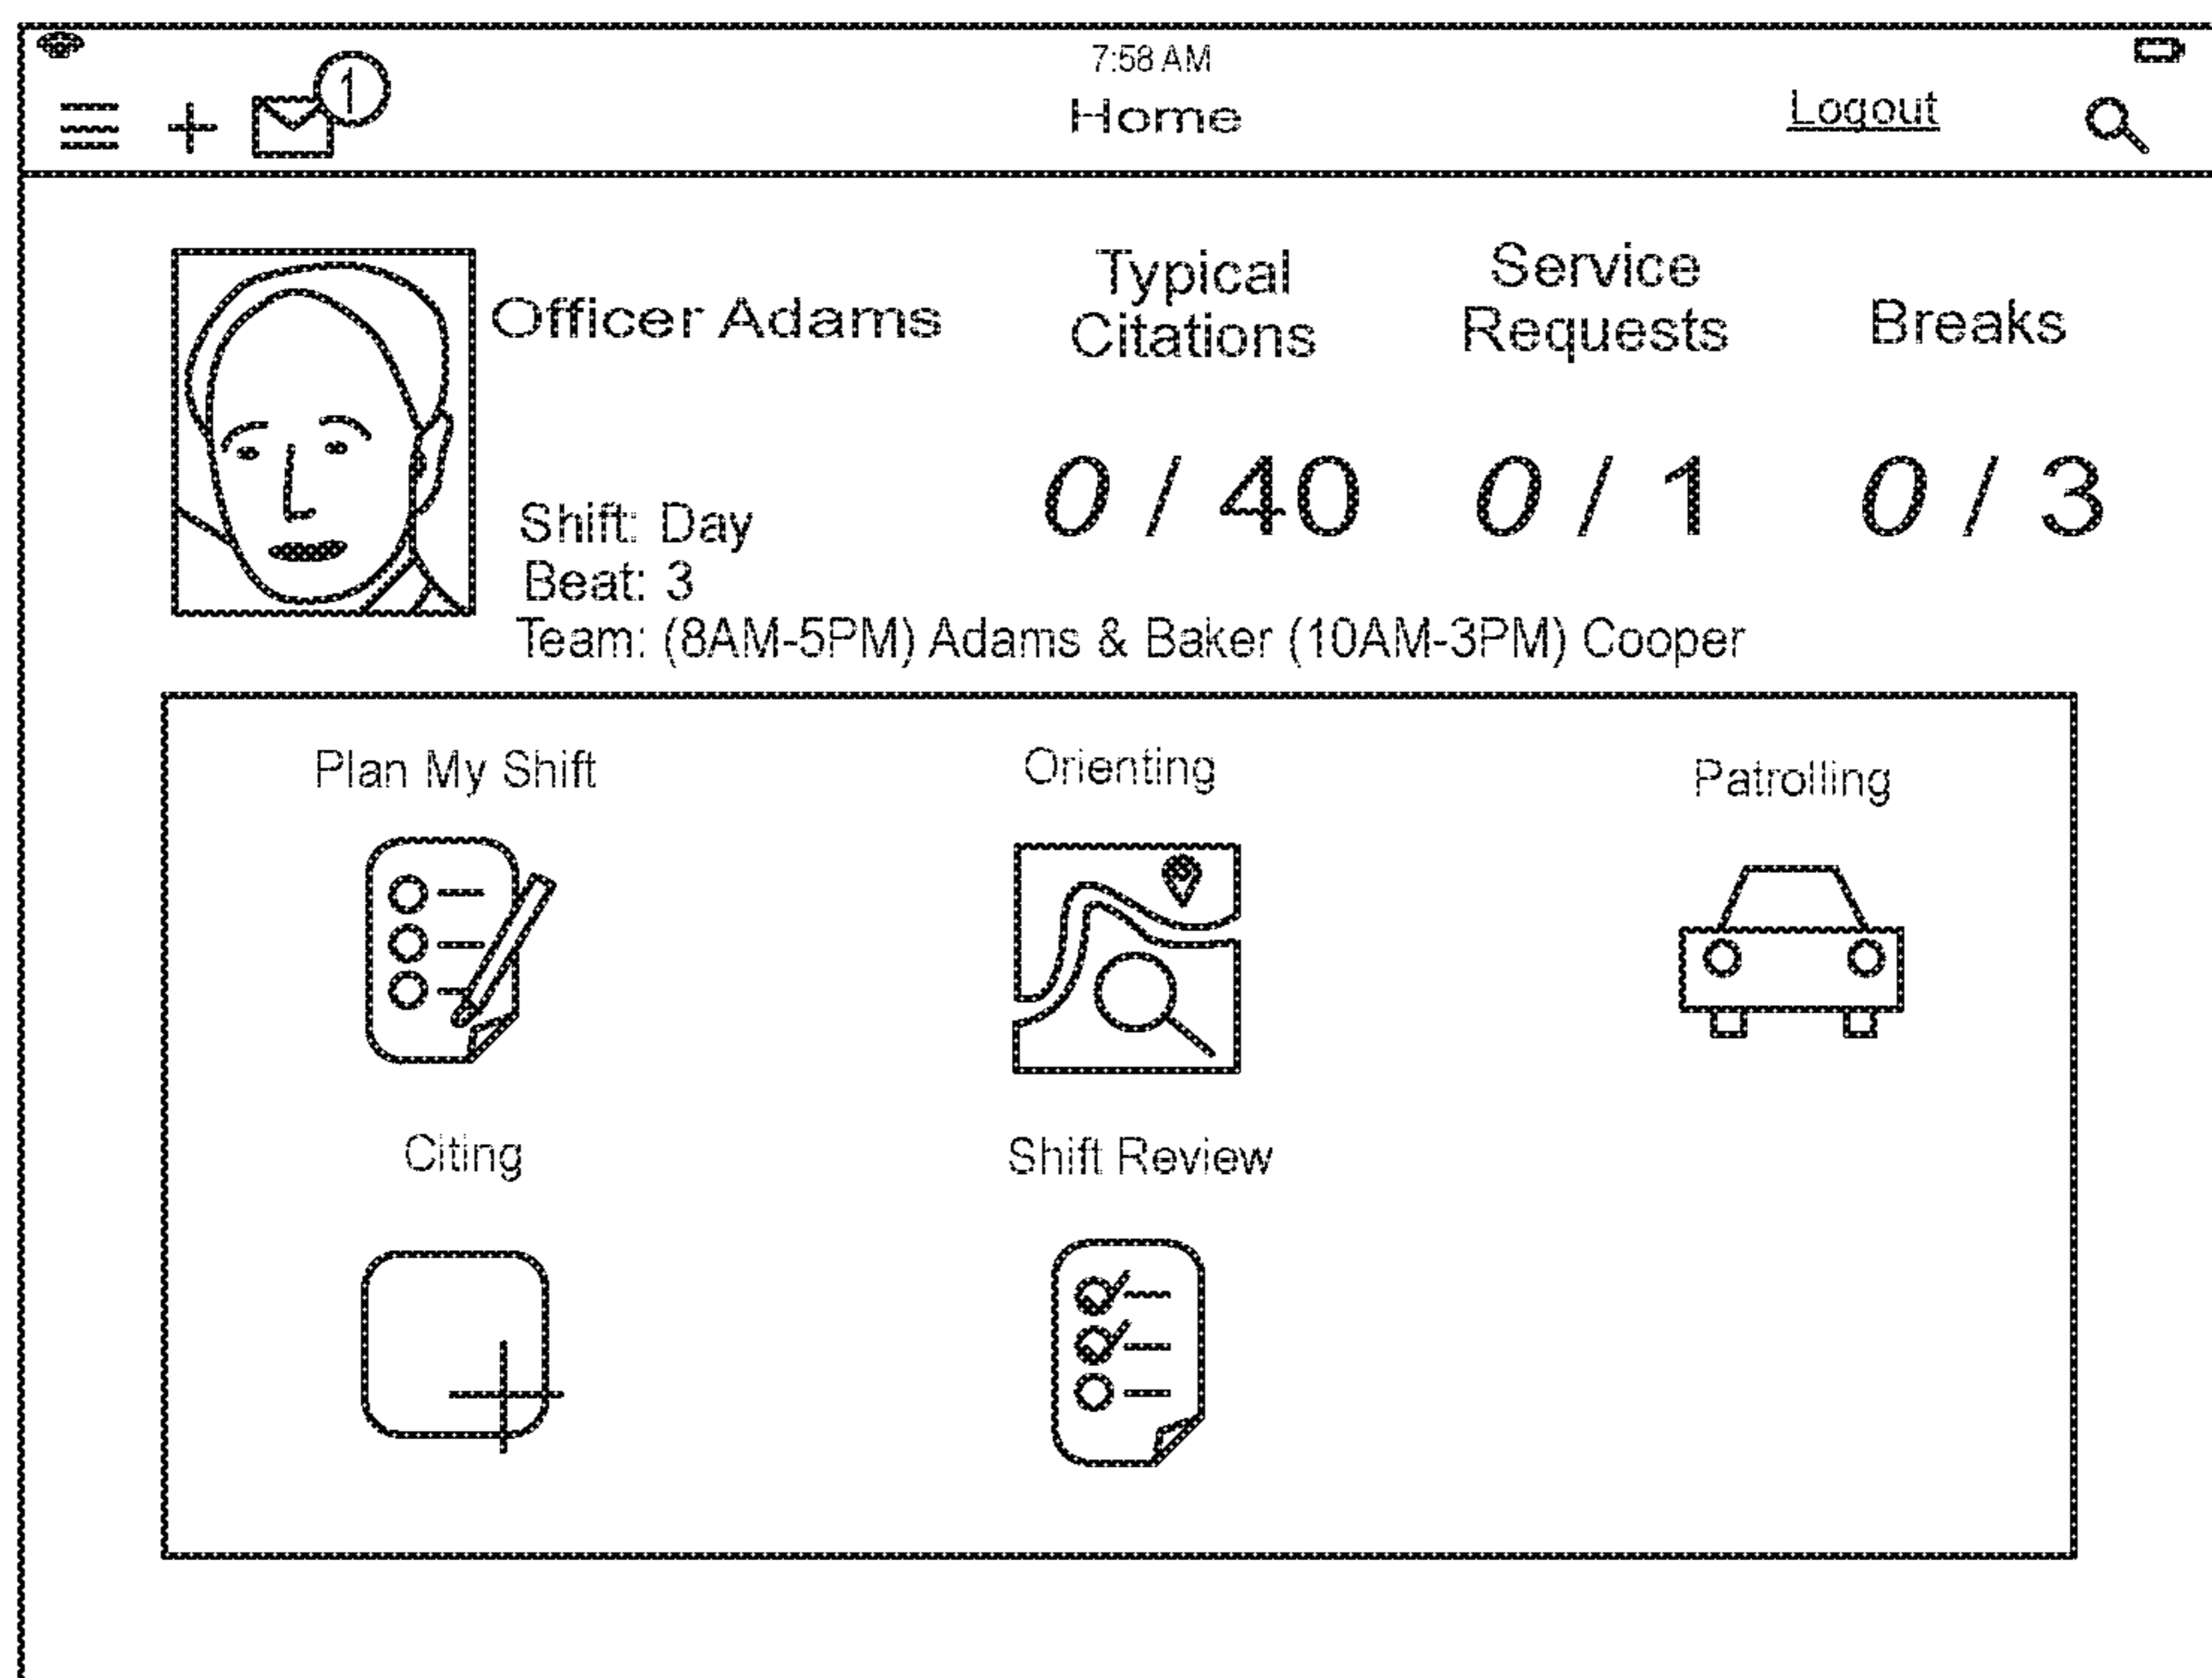 7:58 AM
1
Home
Logout
Officer Adams
Typical
Citations
Service
Requests
Breaks
0 / 40
0 / 1
0 / 3
Shift: Day
Beat: 3
Team: (8AM-5PM) Adams & Baker (10AM-3PM) Cooper
Plan My Shift
Orienting
Patrolling
Citing
Shift Review